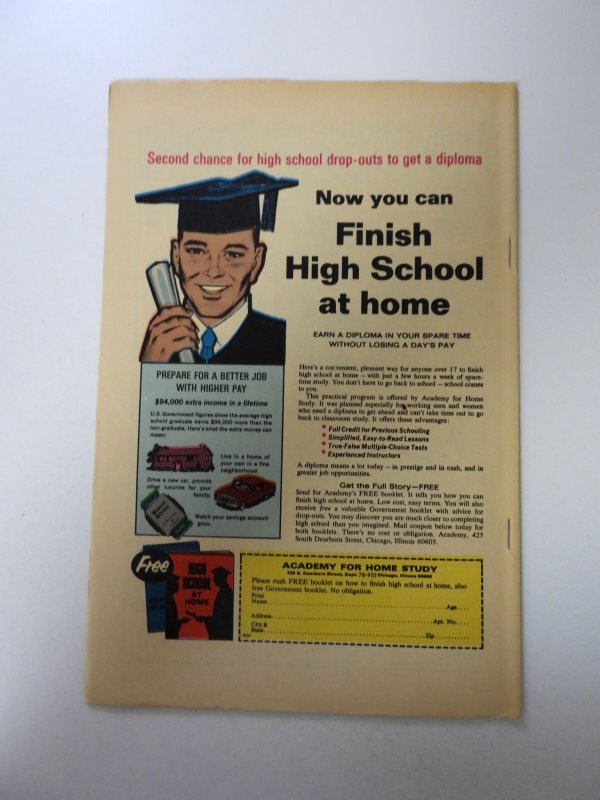 Second chance for high school drop-outs to get a diploma
Now you can
Finish
High School
at home
EARN A DIPLOMA IN YOUR SPARE TIME
WITHOUT LOSING A DAY'S PAY
PREPARE FOR A BETTER JOB
WITH HIGHER PAY
$94,000 extra income in a lifetime
U.S. Government figures show the average high
school graduate earns $94,000 more than the
non-graduate. Here's what the extra money can
mean:
Live in a home of
your own in a fine
neighborhood.
Drive a new car, provide
other luxuries for your
family.
Watch your savings account
grow.
Here's a convenient, pleasant way for anyone over 17 to finish
high school at home — with just a few hours a week of spare-
time study. You don't have to go back to school — school comes
to you.
This practical program is offered by Academy for Home
Study. It was planned especially for working men and women
who need a diploma to get ahead and can't take time out to go
back to classroom study. It offers these advantages:
* Full Credit for Previous Schooling
* Simplified, Easy-to-Read Lessons
* True-False Multiple-Choice Tests
* Experienced Instructors
A diploma means a lot today — in prestige and in cash, and in
greater job opportunities.
Get the Full Story—FREE
Send for Academy's FREE booklet. It tells you how you can
finish high school at home. Low cost, easy terms. You will also
receive free a valuable Government booklet with advice for
drop-outs. You may discover you are much closer to completing
high school than you imagined. Mail coupon below today for
both booklets. There's no cost or obligation. Academy, 425
South Dearborn Street, Chicago, Illinois 60605.
Free
HIGH
SCHOOL
AT
HOME
ACADEMY FOR HOME STUDY
425 S. Dearborn Street, Dept. 78-902 Chicago, Illinois 60605
Please rush FREE booklet on how to finish high school at home, also
free Government booklet. No obligation.
Print
Name Age
Address Apt. No.
City &
State Zip